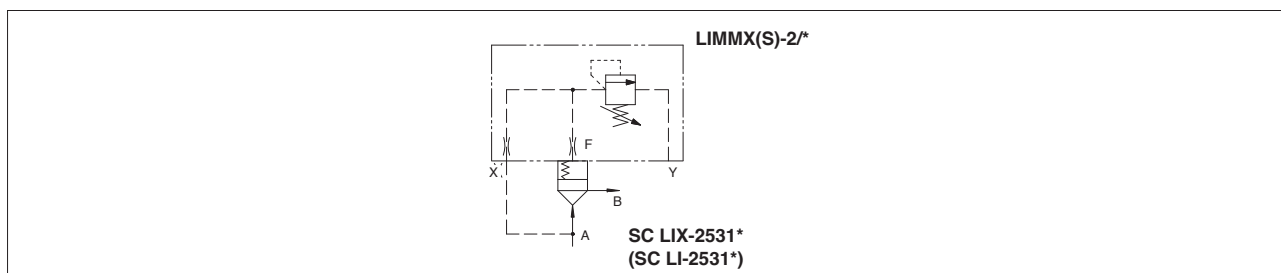 LIMMX(S)-2/*
F
X
Y
B
A
SC LIX-2531*
(SC LI-2531*)